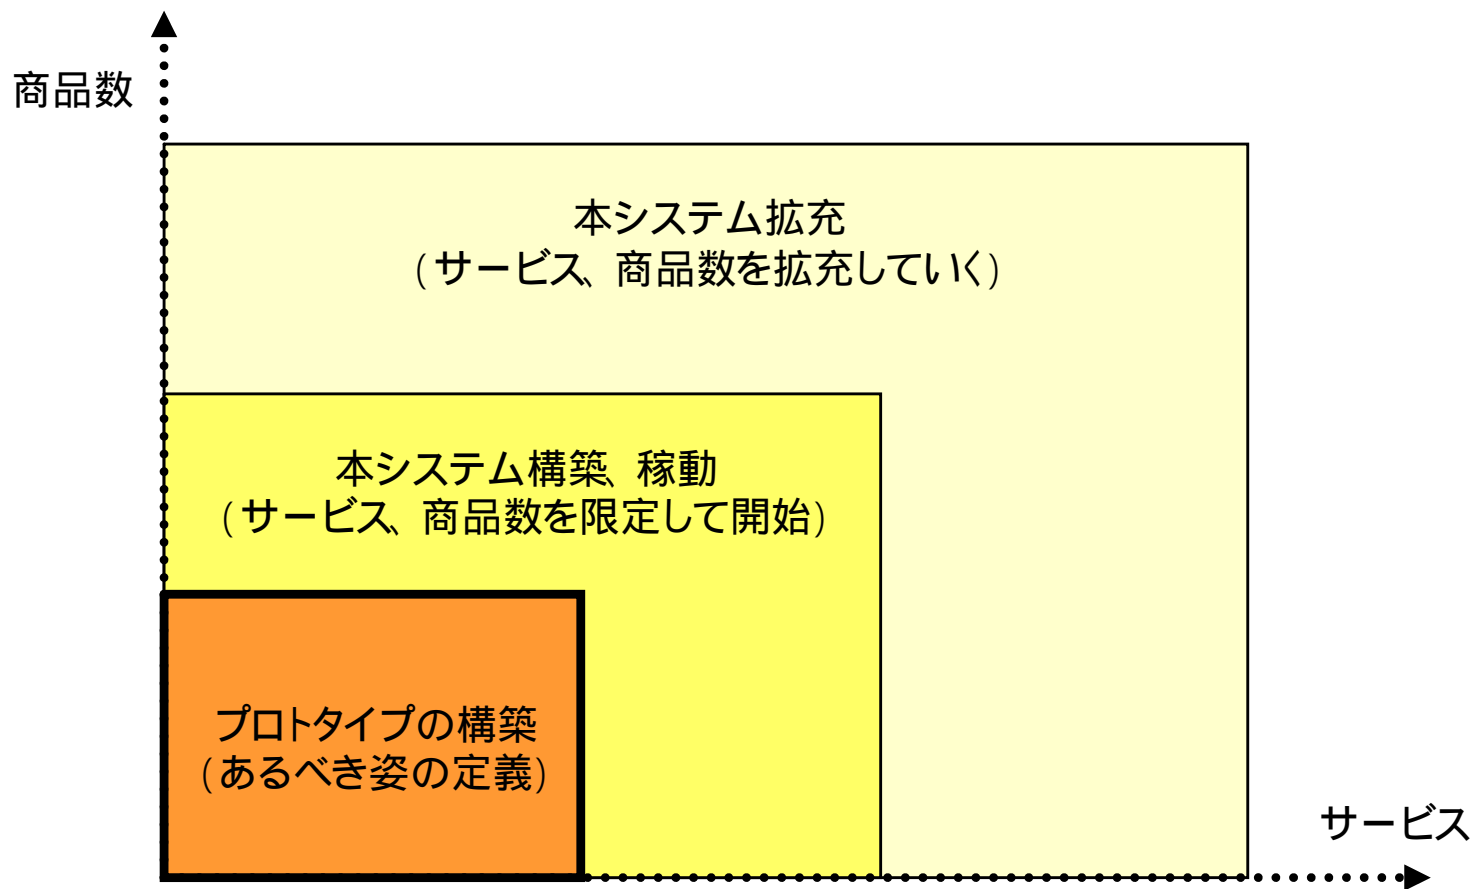 商品数
本システム拡充
(サービス、商品数を拡充していく)
本システム構築、稼動
(サービス、商品数を限定して開始)
プロトタイプの構築
(あるべき姿の定義)
サービス